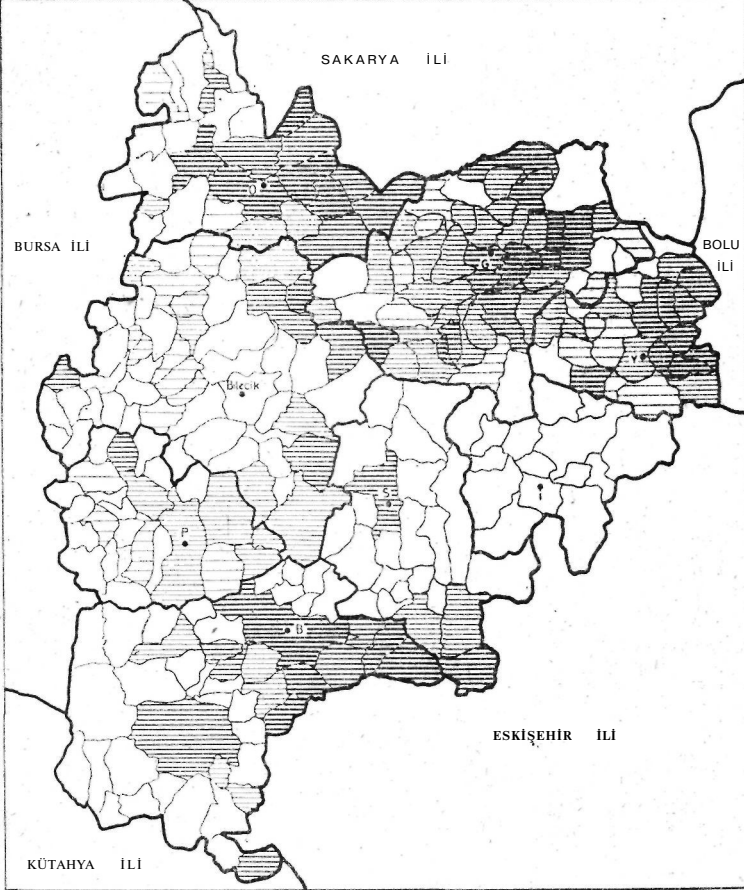 SAKARYA İLİ
O
BURSA İLİ
BOLU
İLİ
G
Y
Bilecik
S
İ
P
B
ESKİŞEHİR İLİ
KÜTAHYA İLİ